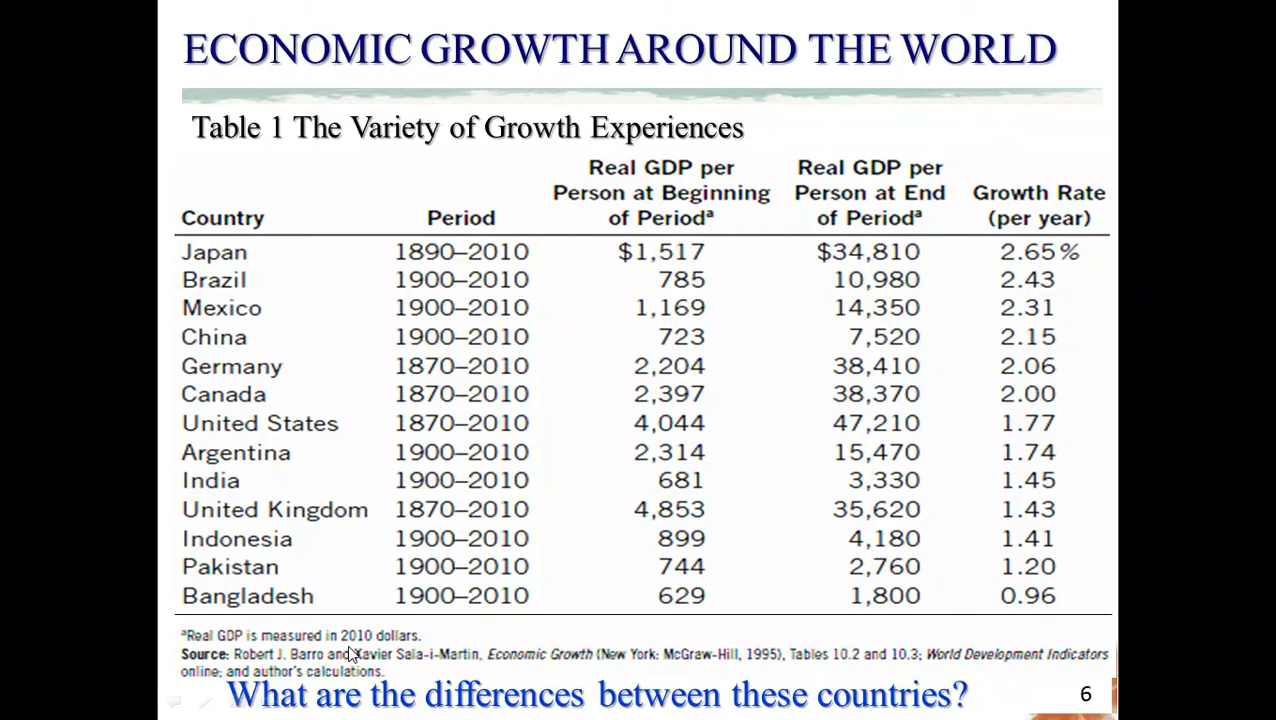 ECONOMIC GROWTH AROUND THE WORLD
Table 1 The Variety of Growth Experiences
Real GDP per Real GDP per
Person at Beginning Person at End Growth Rate
Country Period of Periodᵃ of Periodᵃ (per year)
Japan 1890–2010 $1,517 $34,810 2.65%
Brazil 1900–2010 785 10,980 2.43
Mexico 1900–2010 1,169 14,350 2.31
China 1900–2010 723 7,520 2.15
Germany 1870–2010 2,204 38,410 2.06
Canada 1870–2010 2,397 38,370 2.00
United States 1870–2010 4,044 47,210 1.77
Argentina 1900–2010 2,314 15,470 1.74
India 1900–2010 681 3,330 1.45
United Kingdom 1870–2010 4,853 35,620 1.43
Indonesia 1900–2010 899 4,180 1.41
Pakistan 1900–2010 744 2,760 1.20
Bangladesh 1900–2010 629 1,800 0.96
ᵃReal GDP is measured in 2010 dollars.
Source: Robert J. Barro and Xavier Sala-i-Martin, Economic Growth (New York: McGraw-Hill, 1995), Tables 10.2 and 10.3; World Development Indicators
online; and author's calculations.
What are the differences between these countries? 6